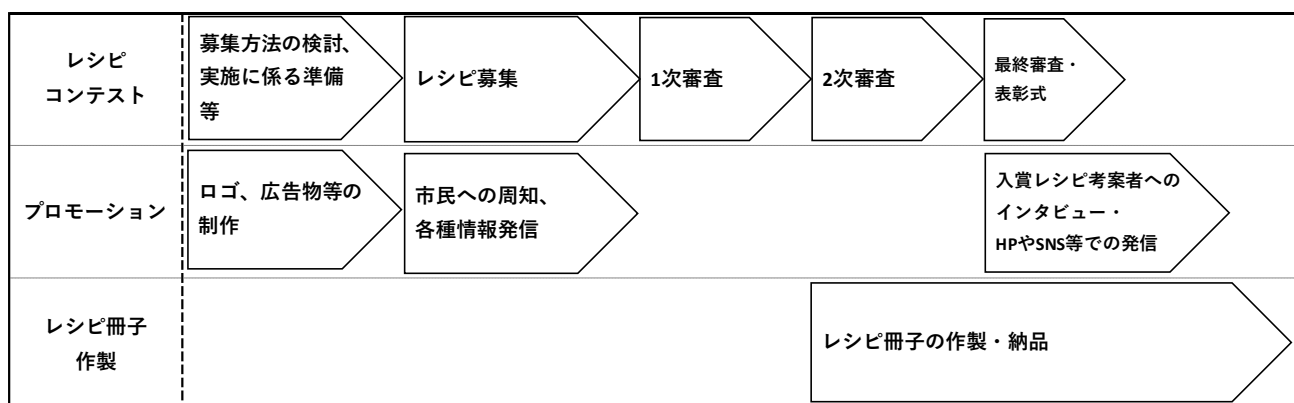 レシピ
コンテスト
募集方法の検討、
実施に係る準備
等
レシピ募集
1次審査
2次審査
最終審査・
表彰式
プロモーション
ロゴ、広告物等の
制作
市民への周知、
各種情報発信
入賞レシピ考案者への
インタビュー・
HPやSNS等での発信
レシピ冊子
作製
レシピ冊子の作製・納品